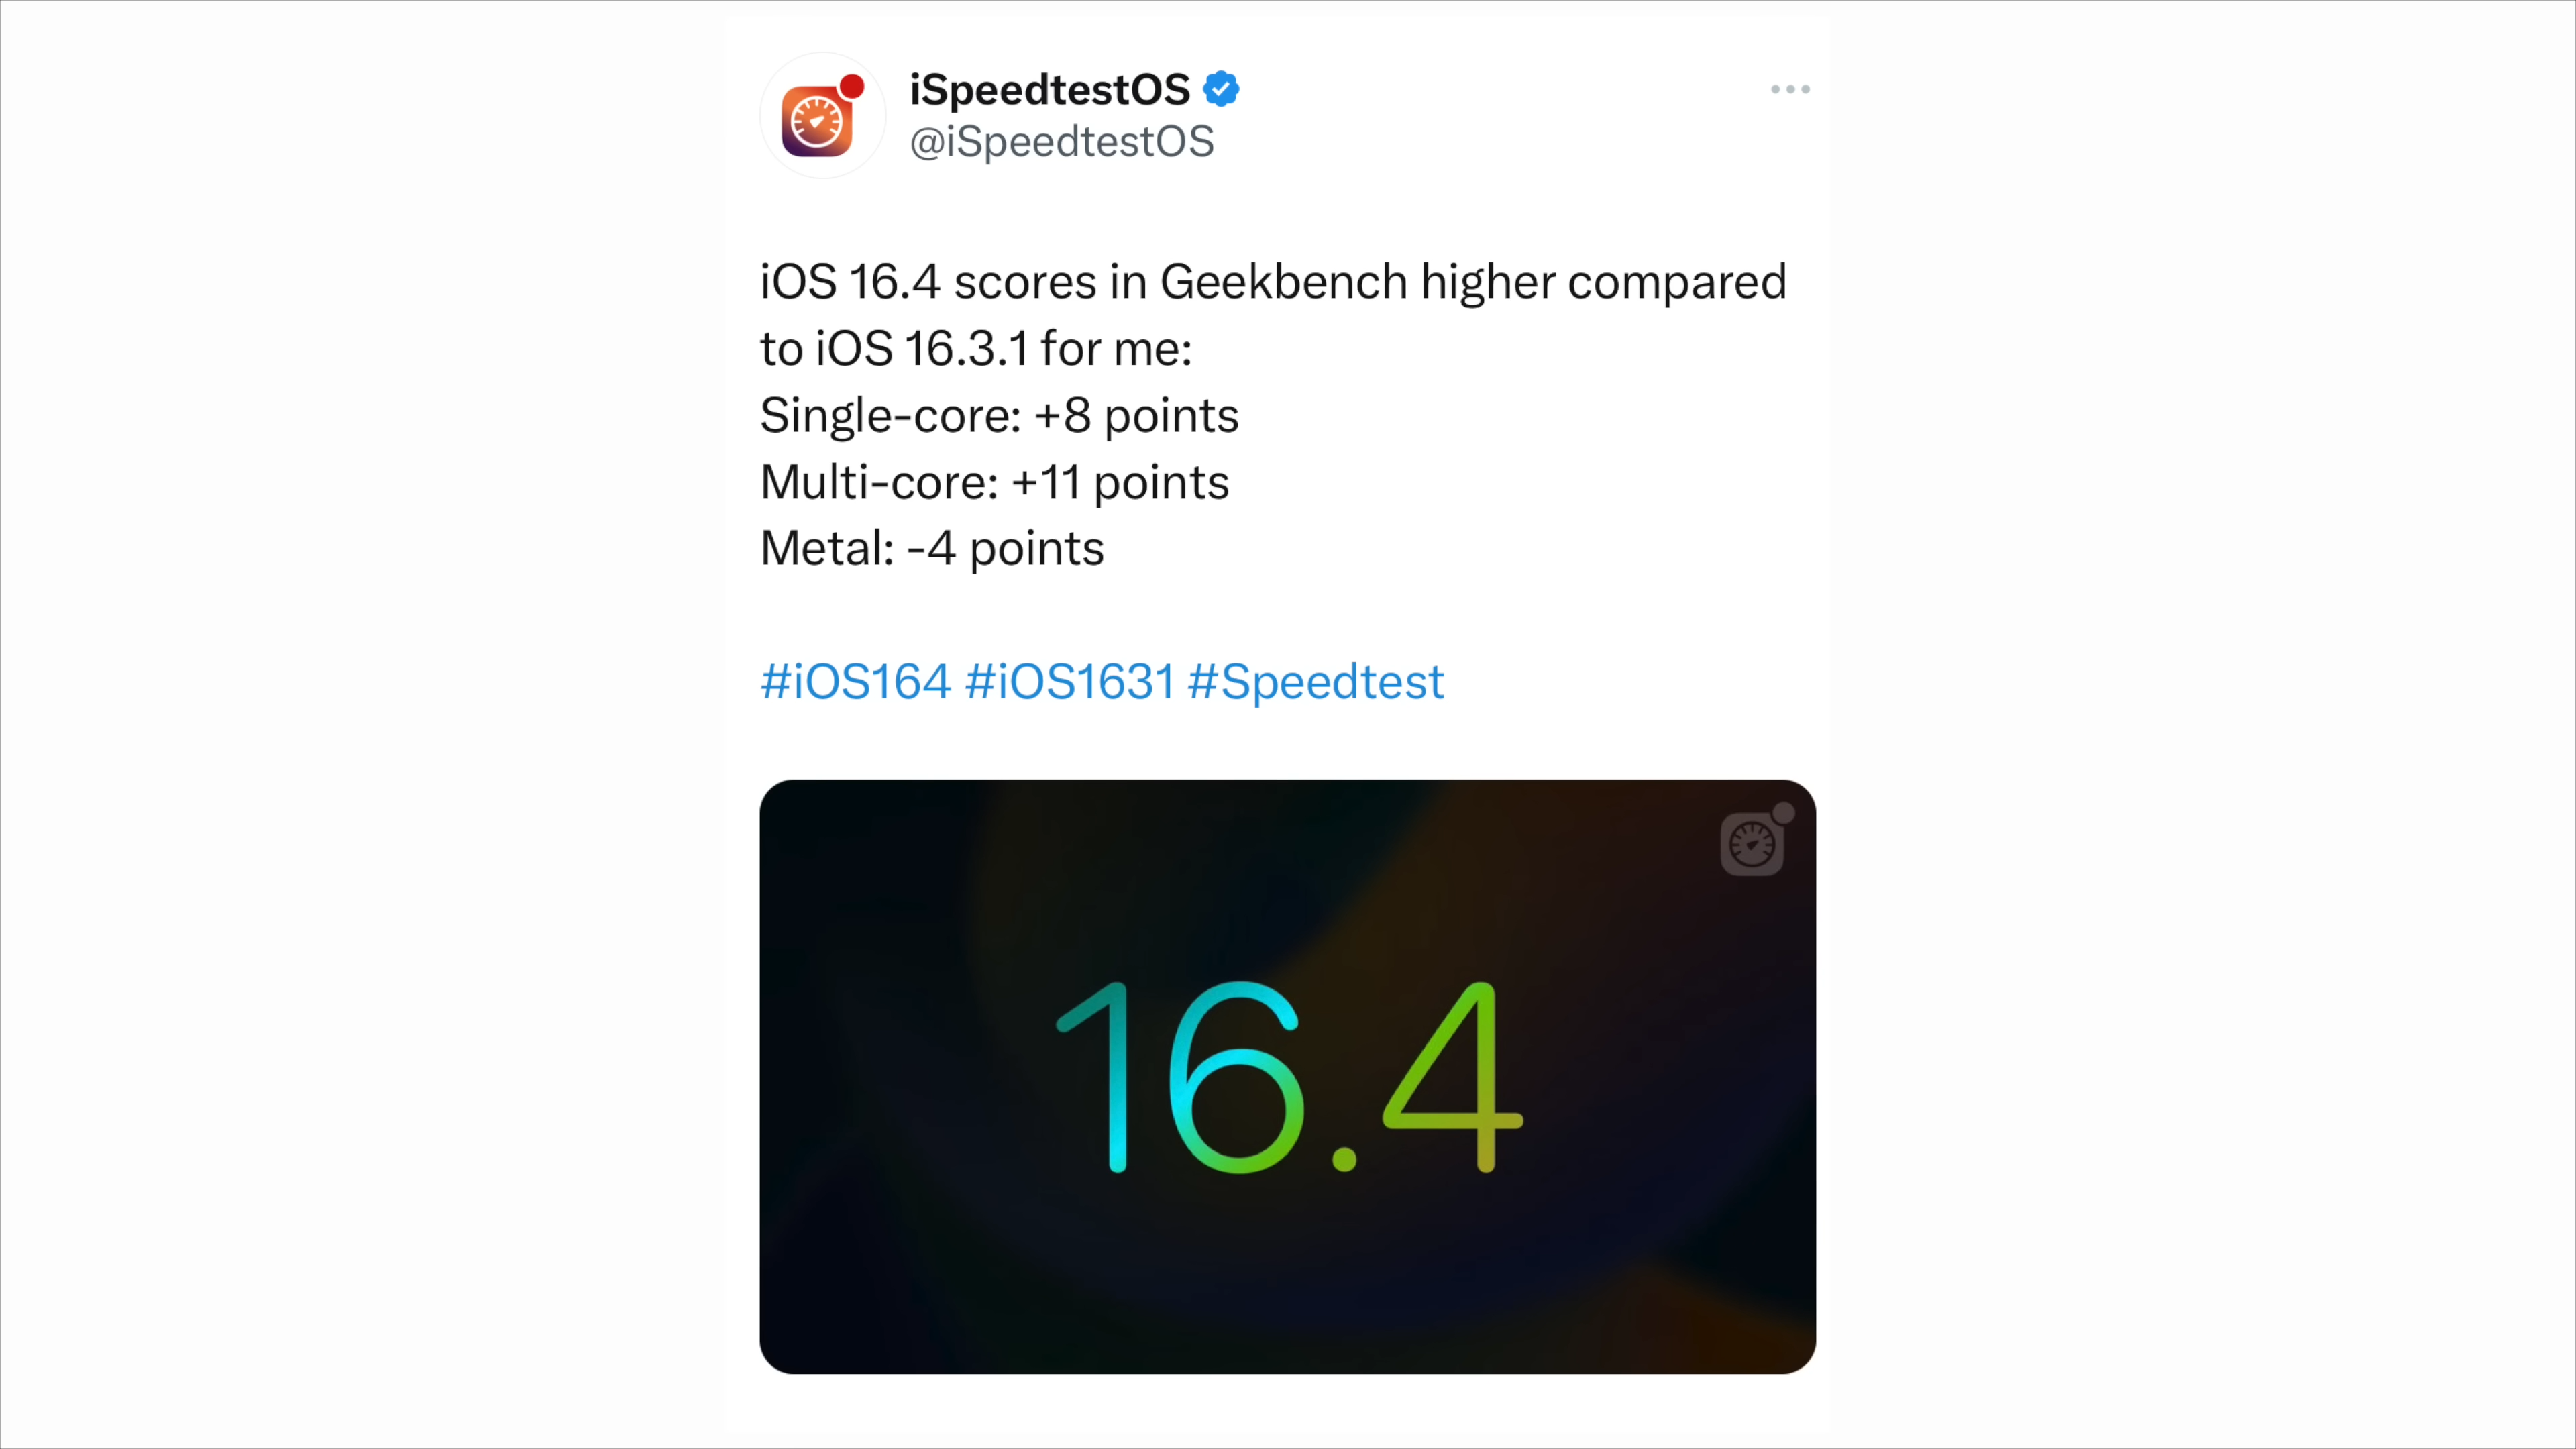 iSpeedtestOS
@iSpeedtestOS
iOS 16.4 scores in Geekbench higher compared
to iOS 16.3.1 for me:
Single-core: +8 points
Multi-core: +11 points
Metal: -4 points
#iOS164 #iOS1631 #Speedtest
16.4